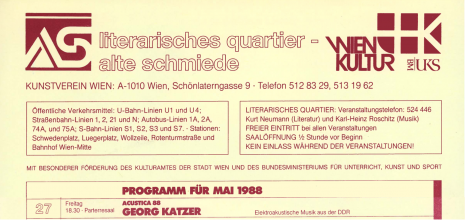 AS
literarisches quartier -
alte schmiede
WIEN
KULTUR
BM
UKS
KUNSTVEREIN WIEN: A-1010 Wien, Schönlaterngasse 9 · Telefon 512 83 29, 513 19 62
Öffentliche Verkehrsmittel: U-Bahn-Linien U1 und U4;
Straßenbahn-Linien 1, 2, 21 und N; Autobus-Linien 1A, 2A,
74A, und 75A; S-Bahn-Linien S1, S2, S3 und S7. · Stationen:
Schwedenplatz, Luegerplatz, Wollzeile, Rotenturmstraße und
Bahnhof Wien-Mitte
LITERARISCHES QUARTIER: Veranstaltungstelefon: 524 446
Kurt Neumann (Literatur) und Karl-Heinz Roschitz (Musik)
FREIER EINTRITT bei allen Veranstaltungen
SAALÖFFNUNG ½ Stunde vor Beginn
KEIN EINLASS WÄHREND DER VERANSTALTUNGEN!
MIT BESONDERER FÖRDERUNG DES KULTURAMTES DER STADT WIEN UND DES BUNDESMINISTERIUMS FÜR UNTERRICHT, KUNST UND SPORT
PROGRAMM FÜR MAI 1988
27 Freitag ACUSTICA 88
18.30 - Parterresaal GEORG KATZER Elektroakustische Musik aus der DDR